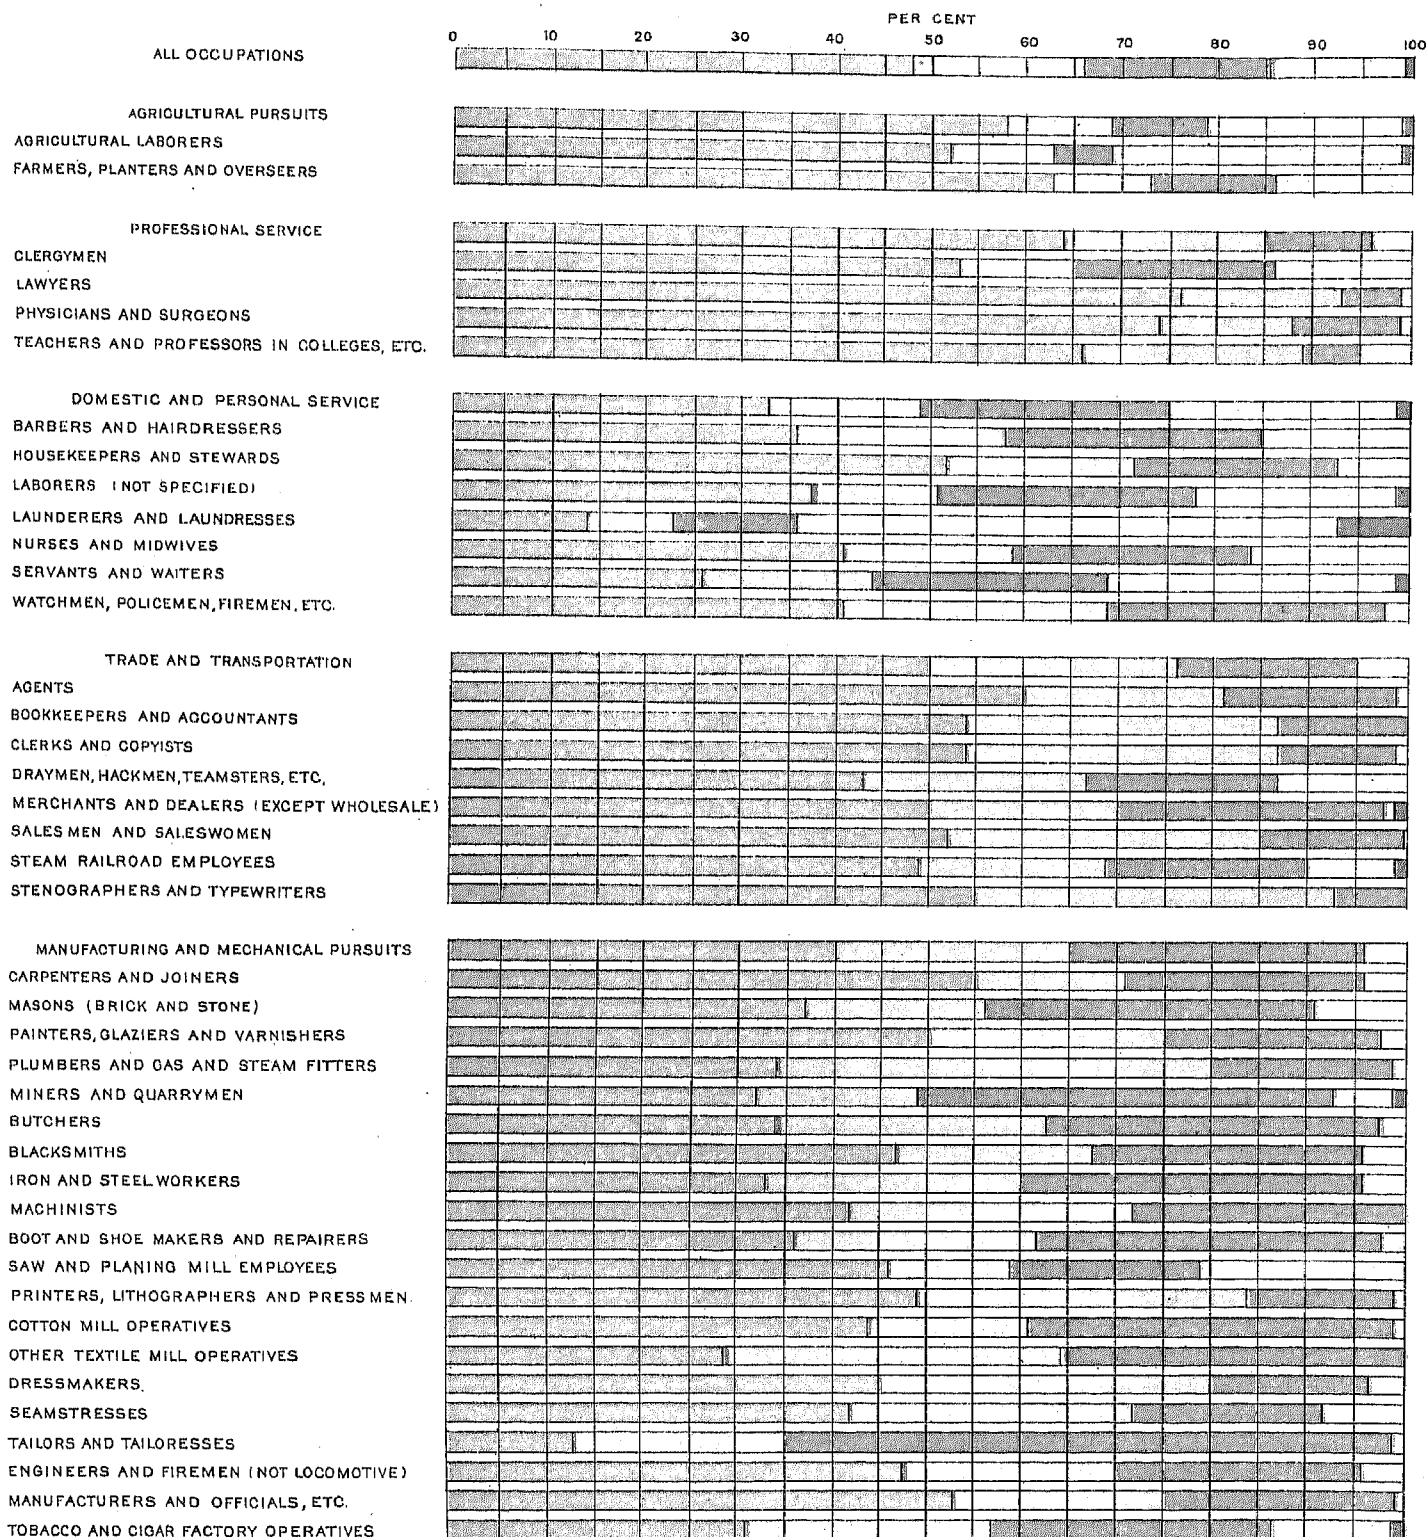 PER CENT
0 10 20 30 40 50 60 70 80 90 100
ALL OCCUPATIONS
AGRICULTURAL PURSUITS
AGRICULTURAL LABORERS
FARMERS, PLANTERS AND OVERSEERS
PROFESSIONAL SERVICE
CLERGYMEN
LAWYERS
PHYSICIANS AND SURGEONS
TEACHERS AND PROFESSORS IN COLLEGES, ETC.
DOMESTIC AND PERSONAL SERVICE
BARBERS AND HAIRDRESSERS
HOUSEKEEPERS AND STEWARDS
LABORERS (NOT SPECIFIED)
LAUNDERERS AND LAUNDRESSES
NURSES AND MIDWIVES
SERVANTS AND WAITERS
WATCHMEN, POLICEMEN, FIREMEN, ETC.
TRADE AND TRANSPORTATION
AGENTS
BOOKKEEPERS AND ACCOUNTANTS
CLERKS AND COPYISTS
DRAYMEN, HACKMEN, TEAMSTERS, ETC.
MERCHANTS AND DEALERS (EXCEPT WHOLESALE)
SALESMEN AND SALESWOMEN
STEAM RAILROAD EMPLOYEES
STENOGRAPHERS AND TYPEWRITERS
MANUFACTURING AND MECHANICAL PURSUITS
CARPENTERS AND JOINERS
MASONS (BRICK AND STONE)
PAINTERS, GLAZIERS AND VARNISHERS
PLUMBERS AND GAS AND STEAM FITTERS
MINERS AND QUARRYMEN
BUTCHERS
BLACKSMITHS
IRON AND STEEL WORKERS
MACHINISTS
BOOT AND SHOE MAKERS AND REPAIRERS
SAW AND PLANING MILL EMPLOYEES
PRINTERS, LITHOGRAPHERS AND PRESSMEN.
COTTON MILL OPERATIVES
OTHER TEXTILE MILL OPERATIVES
DRESSMAKERS.
SEAMSTRESSES
TAILORS AND TAILORESSES
ENGINEERS AND FIREMEN (NOT LOCOMOTIVE)
MANUFACTURERS AND OFFICIALS, ETC.
TOBACCO AND CIGAR FACTORY OPERATIVES